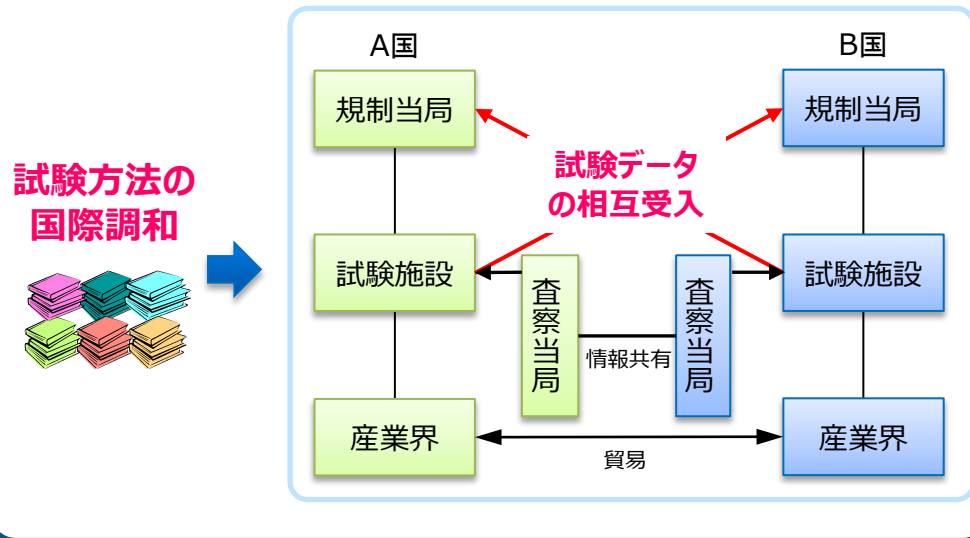 試験方法の
国際調和
A国
B国
規制当局
規制当局
試験データ
の相互受入
試験施設
試験施設
査察当局
査察当局
情報共有
産業界
産業界
貿易